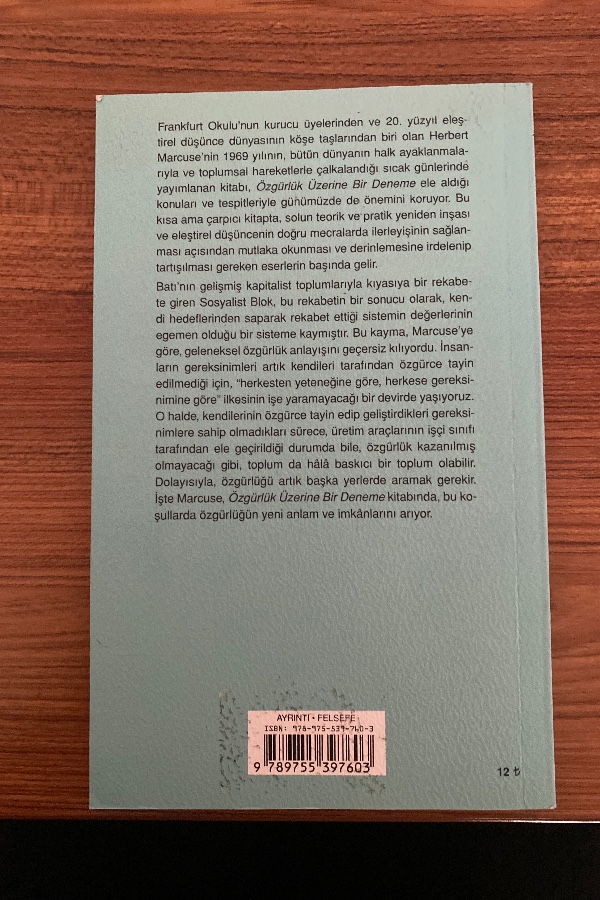 Frankfurt Okulu'nun kurucu üyelerinden ve 20. yüzyıl eleş-
tirel düşünce dünyasının köşe taşlarından biri olan Herbert
Marcuse'nin 1969 yılının, bütün dünyanın halk ayaklanmala-
rıyla ve toplumsal hareketlerle çalkalandığı sıcak günlerinde
yayımlanan kitabı, Özgürlük Üzerine Bir Deneme ele aldığı
konuları ve tespitleriyle günümüzde de önemini koruyor. Bu
kısa ama çarpıcı kitapta, solun teorik ve pratik yeniden inşası
ve eleştirel düşüncenin doğru mecralarda ilerleyişinin sağlan-
ması açısından mutlaka okunması ve derinlemesine irdelenip
tartışılması gereken eserlerin başında gelir.
Batı'nın gelişmiş kapitalist toplumlarıyla kıyasıya bir rekabe-
te giren Sosyalist Blok, bu rekabetin bir sonucu olarak, ken-
di hedeflerinden saparak rekabet ettiği sistemin değerlerinin
egemen olduğu bir sisteme kaymıştır. Bu kayma, Marcuse'ye
göre, geleneksel özgürlük anlayışını geçersiz kılıyordu. İnsan-
ların gereksinimleri artık kendileri tarafından özgürce tayin
edilmediği için, "herkesten yeteneğine göre, herkese gereksi-
nimine göre" ilkesinin işe yaramayacağı bir devirde yaşıyoruz.
O halde, kendilerinin özgürce tayin edip geliştirdikleri gereksi-
nimlere sahip olmadıkları sürece, üretim araçlarının işçi sınıfı
tarafından ele geçirildiği durumda bile, özgürlük kazanılmış
olmayacağı gibi, toplum da hâlâ baskıcı bir toplum olabilir.
Dolayısıyla, özgürlüğü artık başka yerlerde aramak gerekir.
İşte Marcuse, Özgürlük Üzerine Bir Deneme kitabında, bu ko-
şullarda özgürlüğün yeni anlam ve imkânlarını arıyor.
AYRINTI • FELSEFE
ISBN: 978-975-539-760-3
9 789755 397603
12 ₺